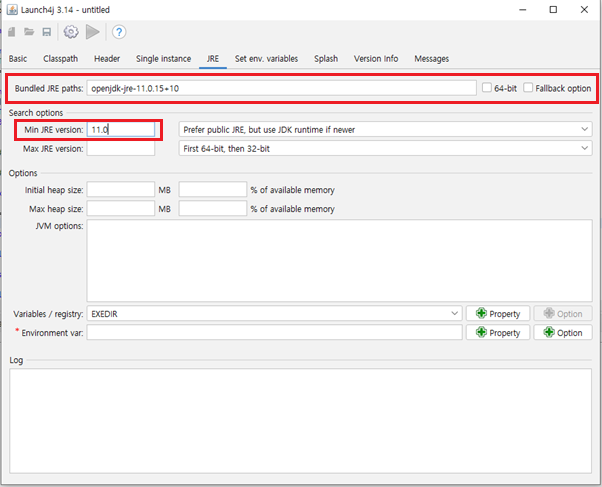 Launch4j 3.14 - untitled
Basic Classpath Header Single instance JRE Set env. variables Splash Version Info Messages
Bundled JRE paths: openjdk-jre-11.0.15+10 64-bit Fallback option
Search options
Min JRE version: 11.0 Prefer public JRE, but use JDK runtime if newer
Max JRE version: First 64-bit, then 32-bit
Options
Initial heap size: MB % of available memory
Max heap size: MB % of available memory
JVM options:
Variables / registry: EXEDIR Property Option
* Environment var: Property Option
Log